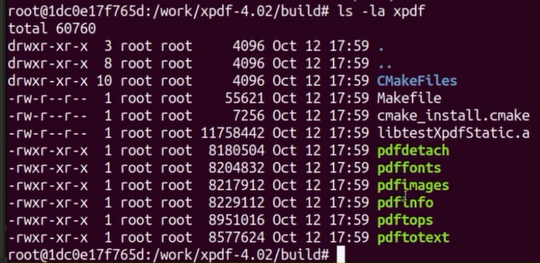 root@1dc0e17f765d:/work/xpdf-4.02/build# ls -la xpdf
total 60760
drwxr-xr-x 3 root root 4096 Oct 12 17:59 .
drwxr-xr-x 8 root root 4096 Oct 12 17:59 ..
drwxr-xr-x 10 root root 4096 Oct 12 17:59 CMakeFiles
-rw-r--r-- 1 root root 55621 Oct 12 17:59 Makefile
-rw-r--r-- 1 root root 7256 Oct 12 17:59 cmake_install.cmake
-rw-r--r-- 1 root root 11758442 Oct 12 17:59 libtestXpdfStatic.a
-rwxr-xr-x 1 root root 8180504 Oct 12 17:59 pdfdetach
-rwxr-xr-x 1 root root 8204832 Oct 12 17:59 pdffonts
-rwxr-xr-x 1 root root 8217912 Oct 12 17:59 pdfimages
-rwxr-xr-x 1 root root 8229112 Oct 12 17:59 pdfinfo
-rwxr-xr-x 1 root root 8951016 Oct 12 17:59 pdftops
-rwxr-xr-x 1 root root 8577624 Oct 12 17:59 pdftotext
root@1dc0e17f765d:/work/xpdf-4.02/build#